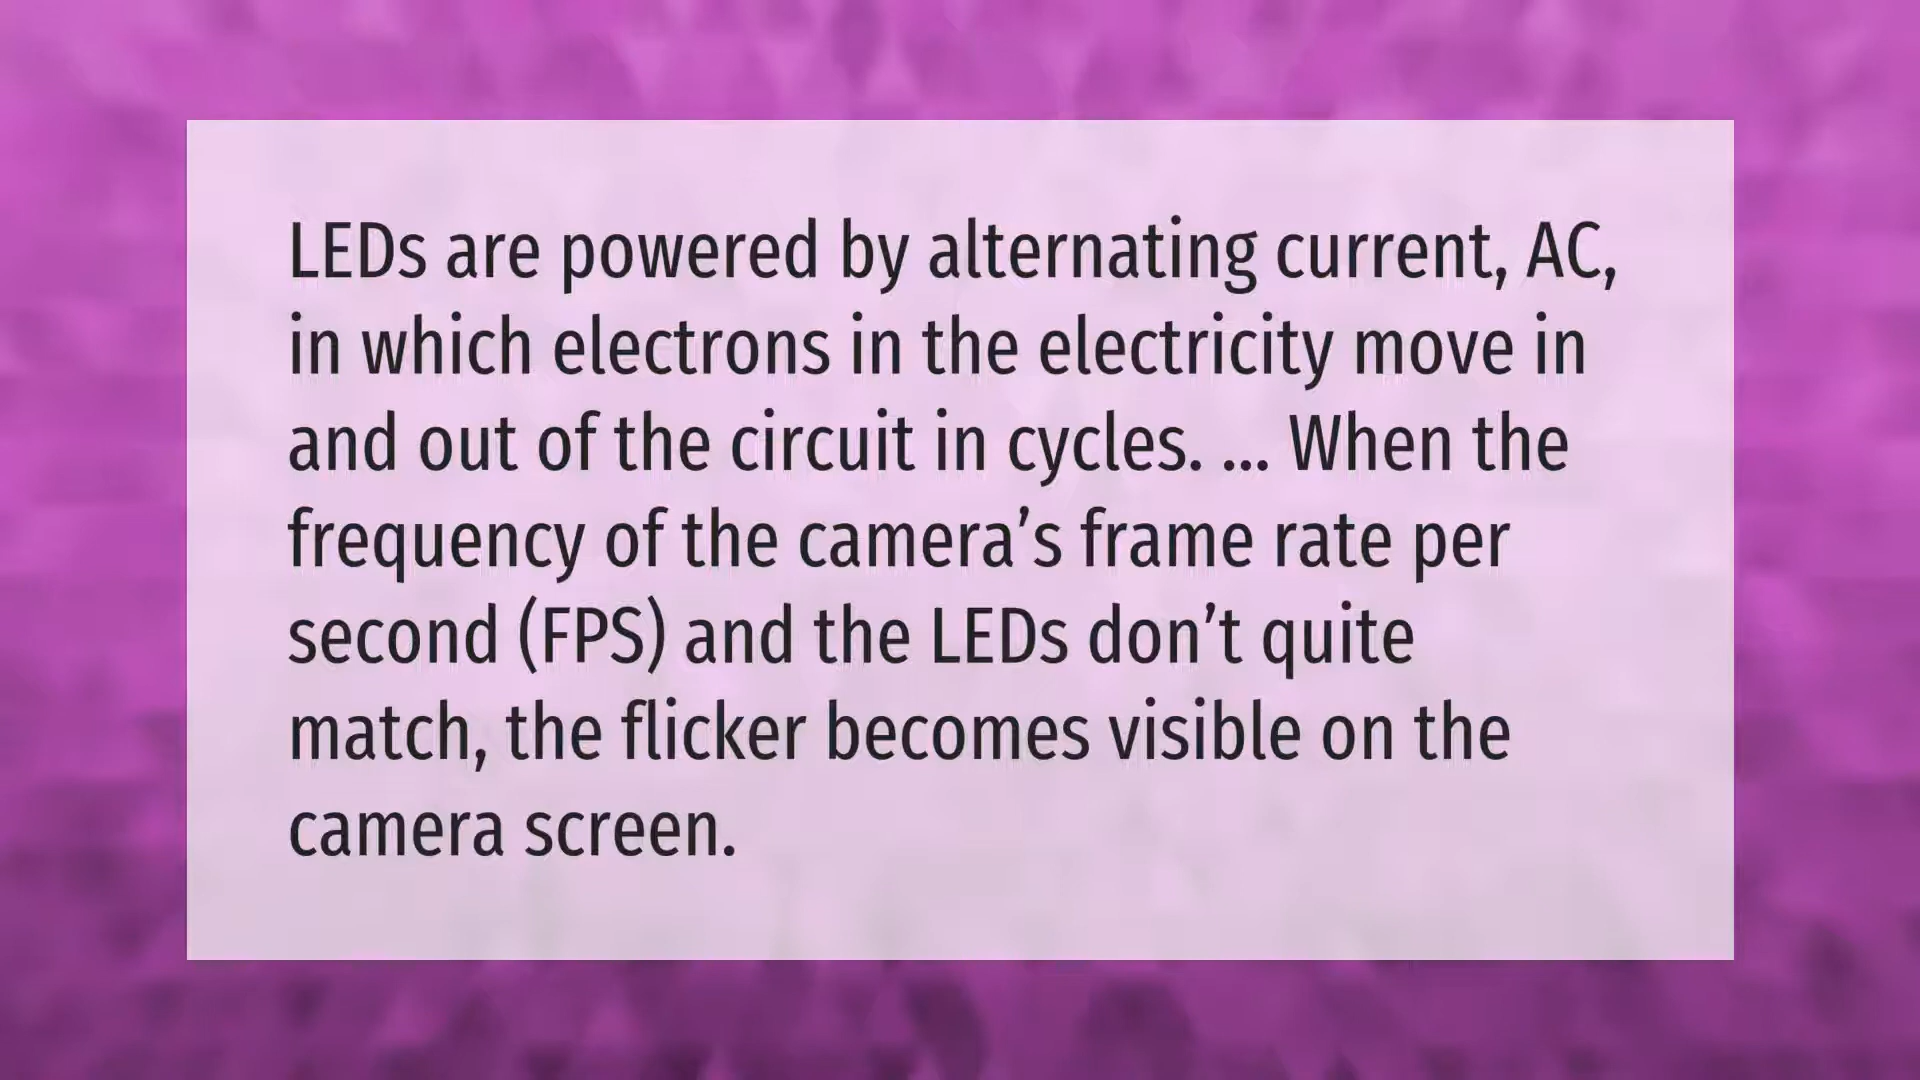 LEDs are powered by alternating current, AC,
in which electrons in the electricity move in
and out of the circuit in cycles. ... When the
frequency of the camera’s frame rate per
second (FPS) and the LEDs don’t quite
match, the flicker becomes visible on the
camera screen.